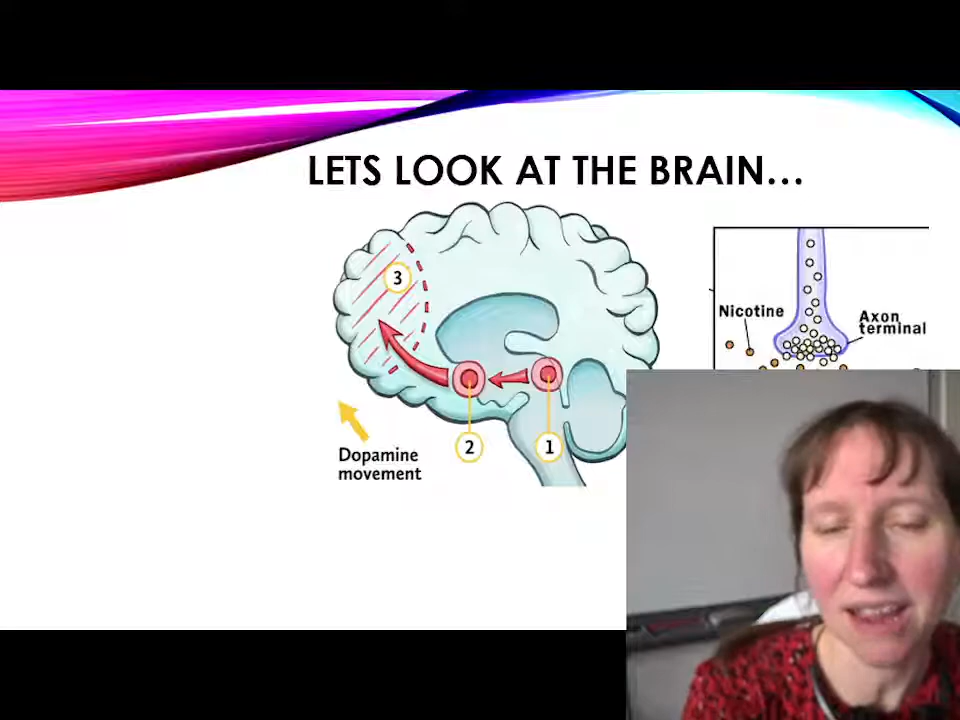 LETS LOOK AT THE BRAIN...
3
Nicotine
Axon
terminal
2
1
Dopamine
movement